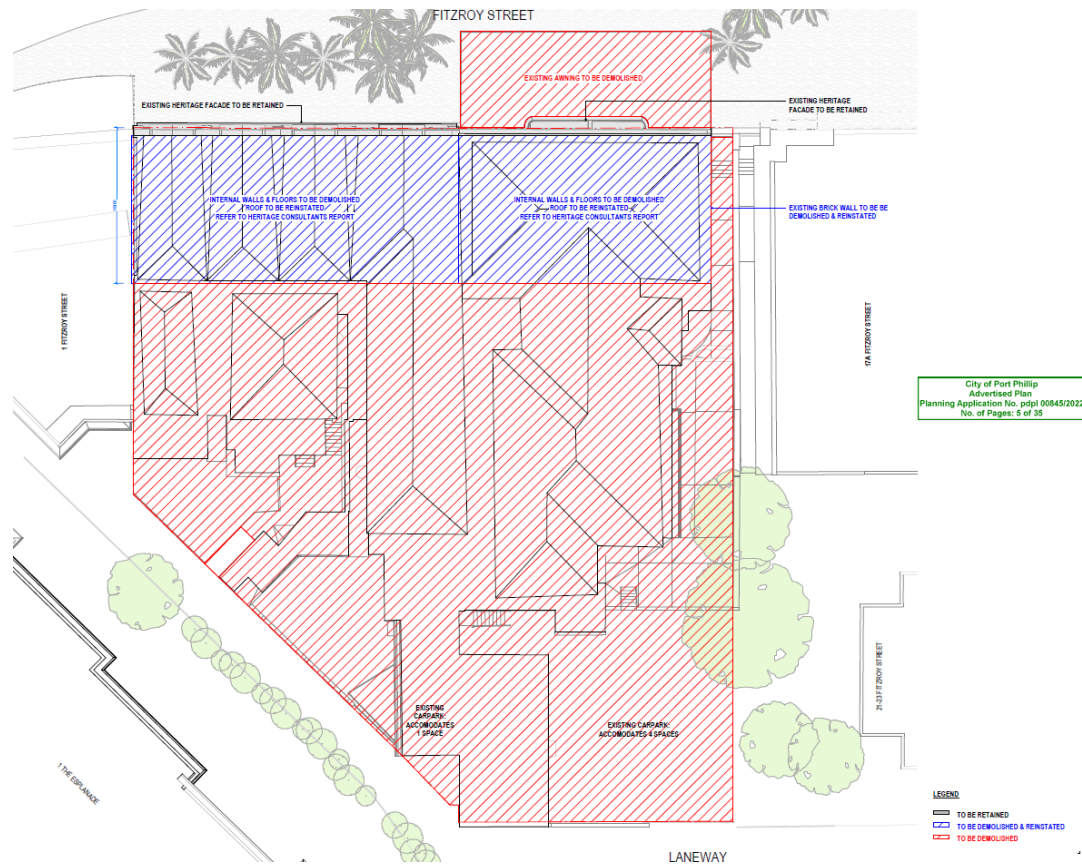 FITZROY STREET
EXISTING AWNING TO BE DEMOLISHED
EXISTING HERITAGE FACADE TO BE RETAINED
EXISTING HERITAGE
FACADE TO BE RETAINED
INTERNAL WALLS & FLOORS TO BE DEMOLISHED
ROOF TO BE REINSTATED
REFER TO HERITAGE CONSULTANTS REPORT
INTERNAL WALLS & FLOORS TO BE DEMOLISHED
ROOF TO BE REINSTATED
REFER TO HERITAGE CONSULTANTS REPORT
EXISTING BRICK WALL TO BE BE
DEMOLISHED & REINSTATED
1 FITZROY STREET
17A FITZROY STREET
City of Port Phillip
Advertised Plan
Planning Application No. pdpl 00845/2022
No. of Pages: 5 of 35
21-23 FITZROY STREET
EXISTING
CARPARK:
ACCOMODATES
1 SPACE
EXISTING CARPARK:
ACCOMODATES 4 SPACES
1 THE ESPLANADE
LEGEND
TO BE RETAINED
TO BE DEMOLISHED & REINSTATED
TO BE DEMOLISHED
LANEWAY